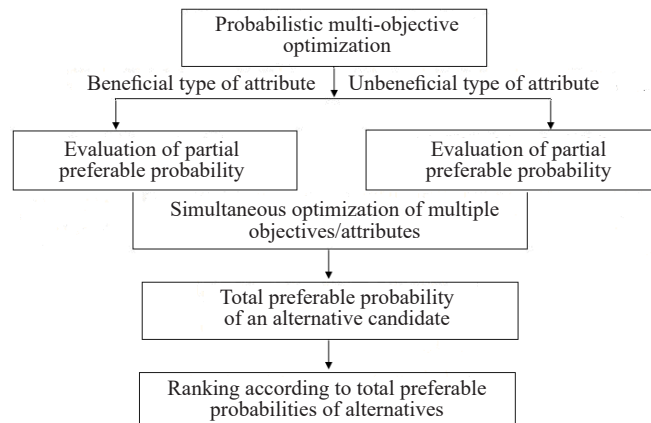 Probabilistic multi-objective
optimization
Beneficial type of attribute
Unbeneficial type of attribute
Evaluation of partial
preferable probability
Evaluation of partial
preferable probability
Simultaneous optimization of multiple
objectives/attributes
Total preferable probability
of an alternative candidate
Ranking according to total preferable
probabilities of alternatives